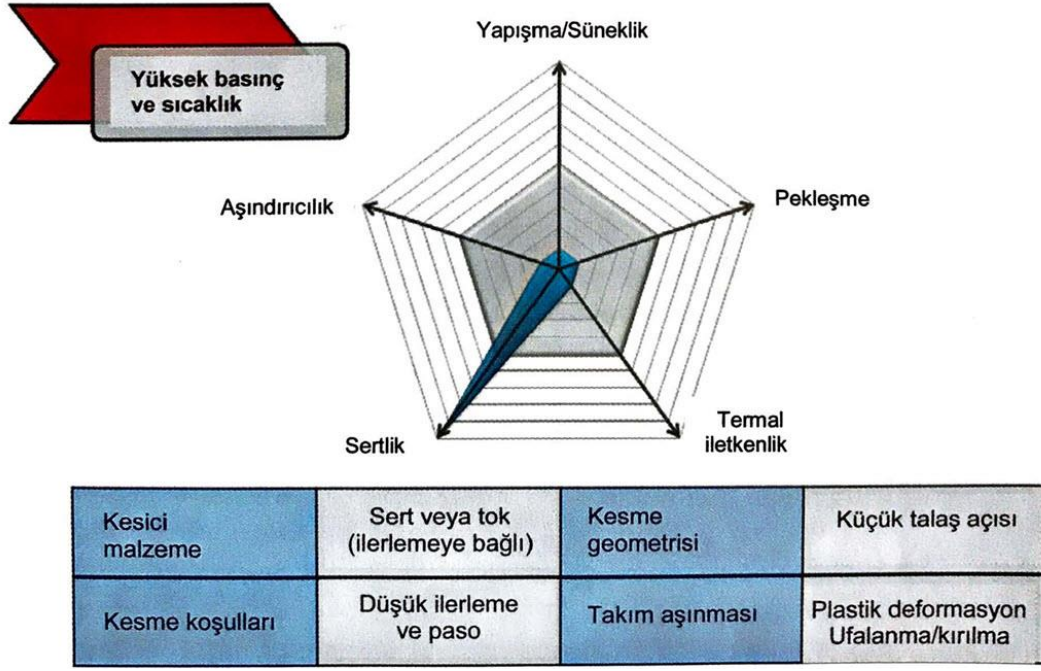 Yüksek basınç
ve sıcaklık
Yapışma/Süneklik
Aşındırıcılık
Pekleşme
Sertlik
Termal
iletkenlik
Kesici
malzeme
Sert veya tok
(ilerlemeye bağlı)
Kesme
geometrisi
Küçük talaş açısı
Kesme koşulları
Düşük ilerleme
ve paso
Takım aşınması
Plastik deformasyon
Ufalanma/kırılma